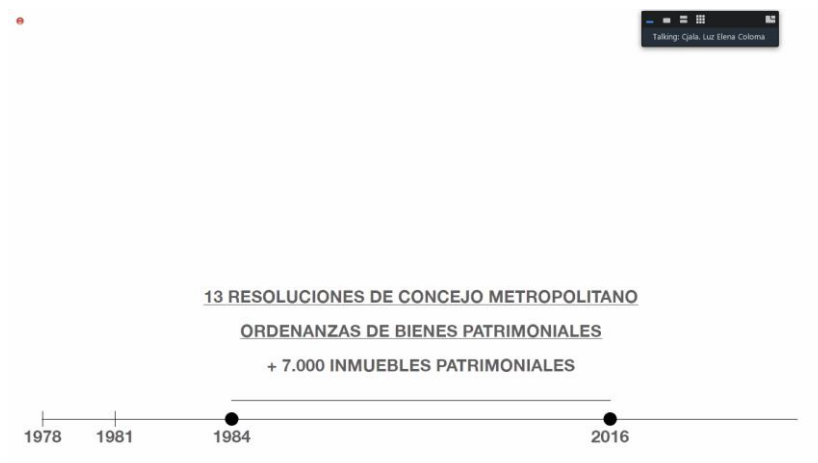 Talking: Cjala. Luz Elena Coloma
13 RESOLUCIONES DE CONCEJO METROPOLITANO
ORDENANZAS DE BIENES PATRIMONIALES
+ 7.000 INMUEBLES PATRIMONIALES
1978 1981 1984 2016